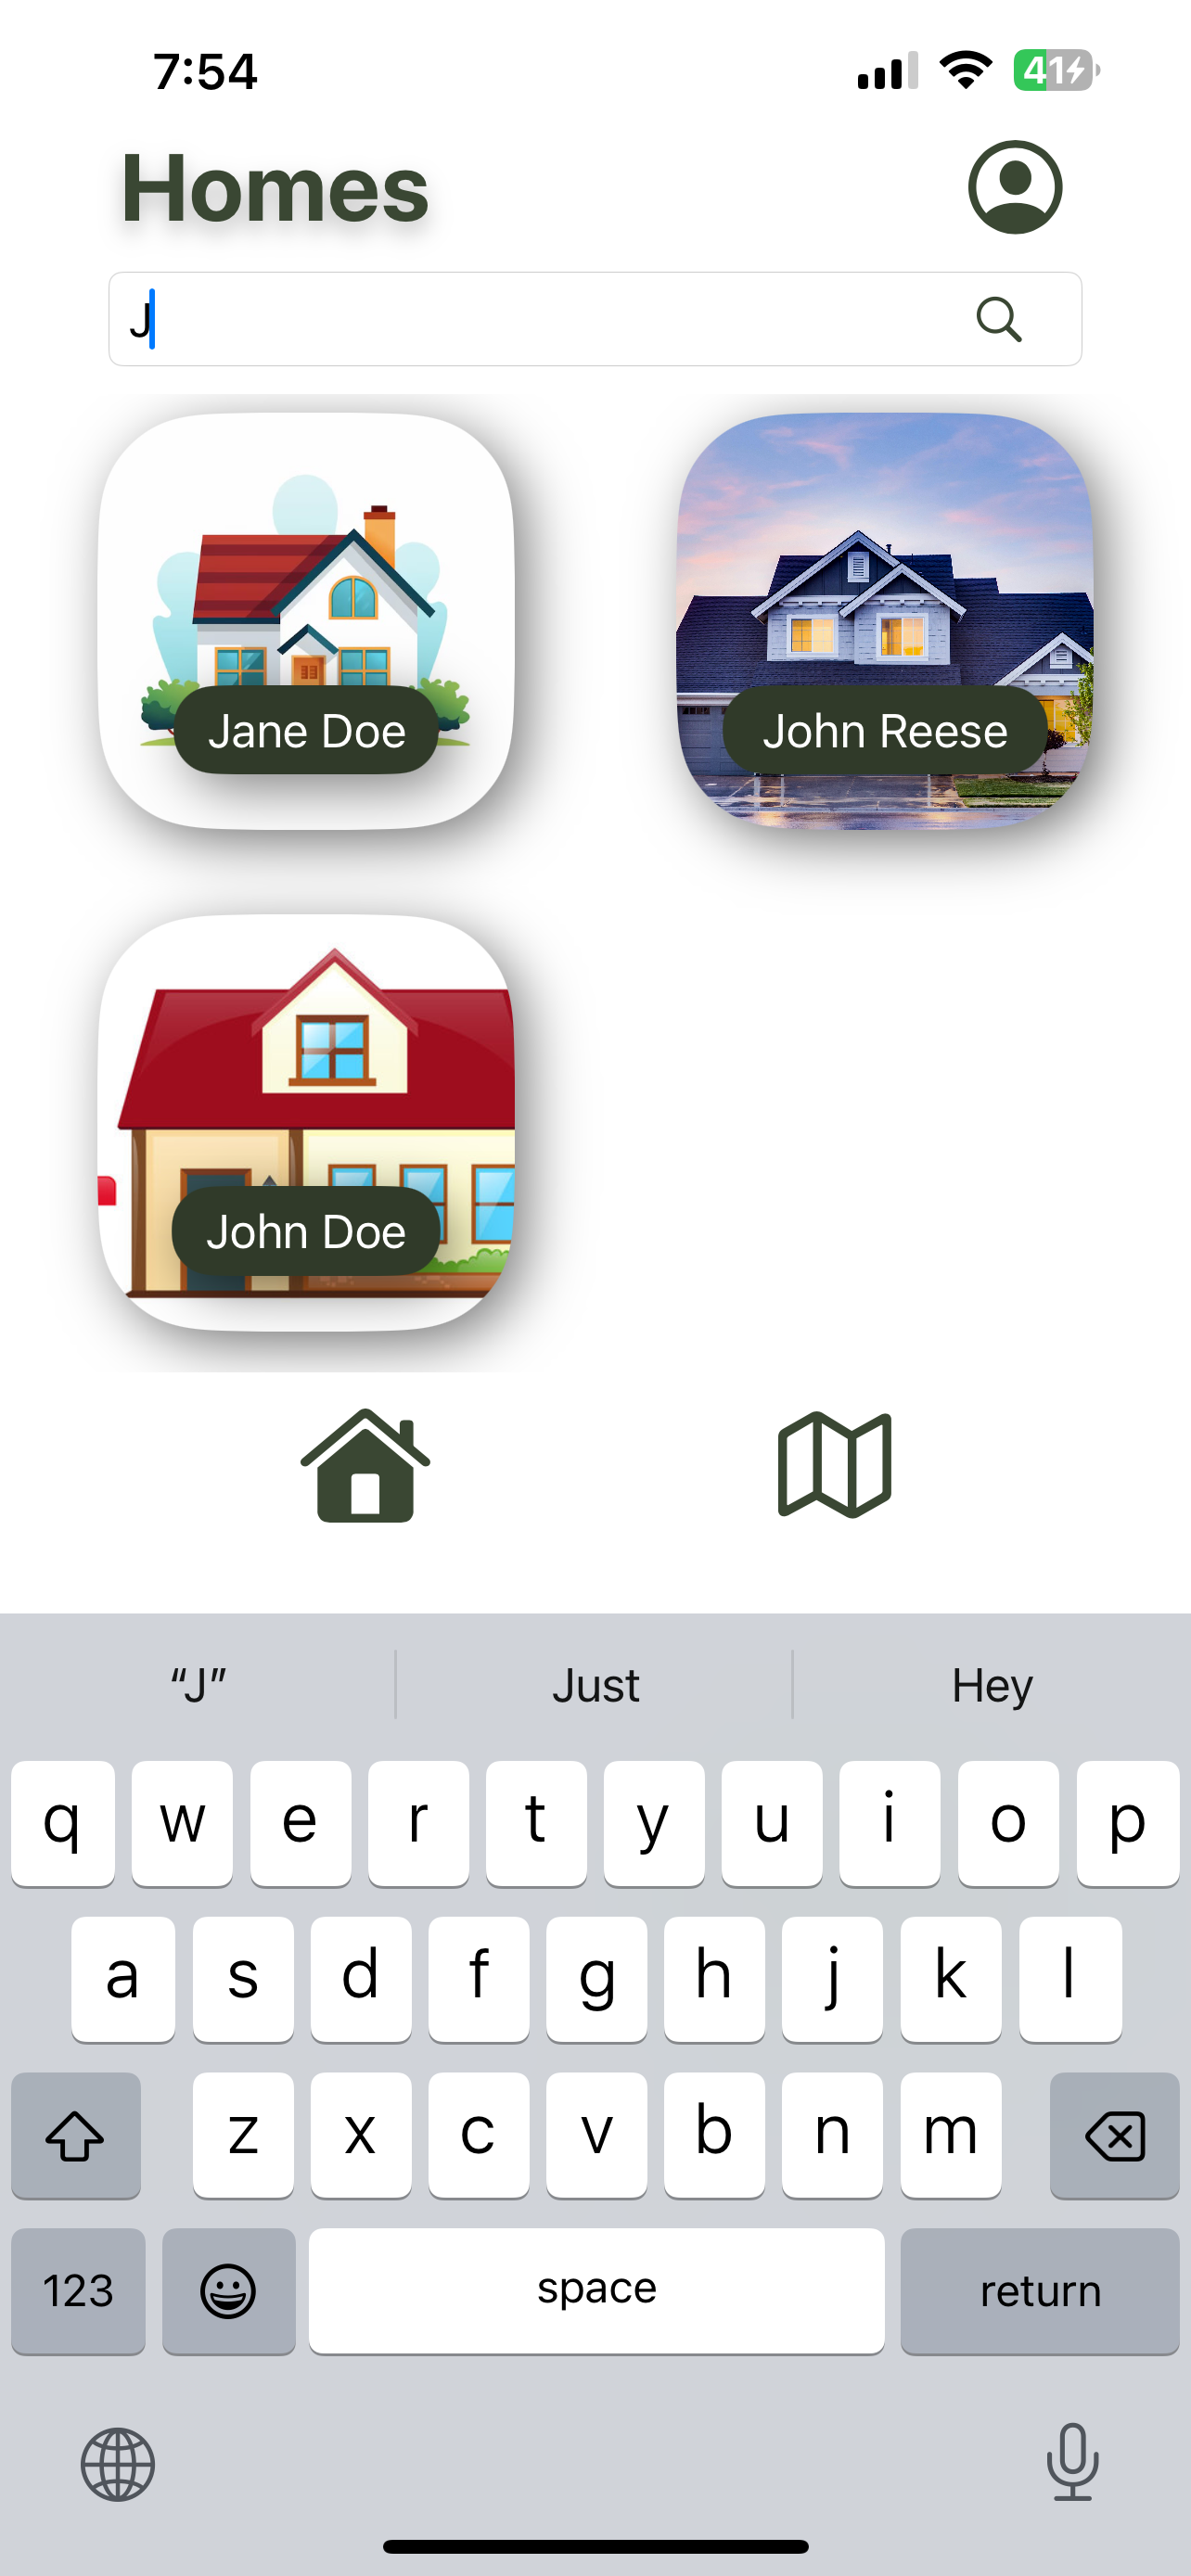 7:54 41
Homes
J
Jane Doe John Reese
John Doe
“J” Just Hey
q w e r t y u i o p
a s d f g h j k l
z x c v b n m
123 space return